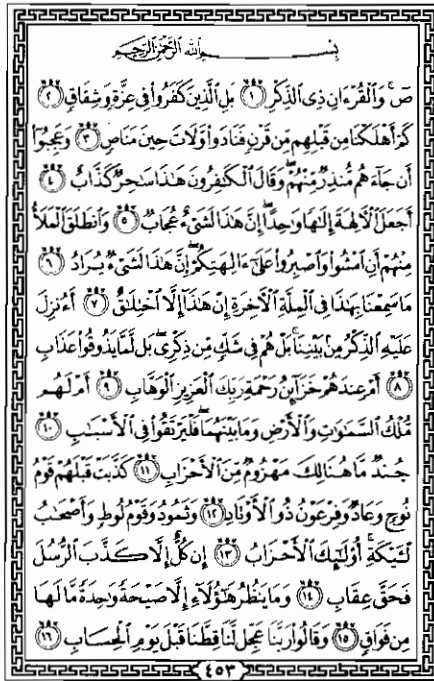 بِسْمِ ٱللَّهِ ٱلرَّحْمَٰنِ ٱلرَّحِيمِ
صٓ ۚ وَٱلْقُرْءَانِ ذِى ٱلذِّكْرِ ١ بَلِ ٱلَّذِينَ كَفَرُوا۟ فِى عِزَّةٍ وَشِقَاقٍ ٢
كَمْ أَهْلَكْنَا مِن قَبْلِهِم مِّن قَرْنٍ فَنَادَوا۟ وَّلَاتَ حِينَ مَنَاصٍ ٣ وَعَجِبُوٓا۟
أَن جَآءَهُم مُّنذِرٌ مِّنْهُمْ ۖ وَقَالَ ٱلْكَٰفِرُونَ هَٰذَا سَٰحِرٌ كَذَّابٌ ٤
أَجَعَلَ ٱلْءَالِهَةَ إِلَٰهًا وَٰحِدًا ۖ إِنَّ هَٰذَا لَشَىْءٌ عُجَابٌ ٥ وَٱنطَلَقَ ٱلْمَلَأُ
مِنْهُمْ أَنِ ٱمْشُوا۟ وَٱصْبِرُوا۟ عَلَىٰٓ ءَالِهَتِكُمْ ۖ إِنَّ هَٰذَا لَشَىْءٌ يُرَادُ ٦
مَا سَمِعْنَا بِهَٰذَا فِى ٱلْمِلَّةِ ٱلْءَاخِرَةِ إِنْ هَٰذَآ إِلَّا ٱخْتِلَٰقٌ ٧ أَءُنزِلَ
عَلَيْهِ ٱلذِّكْرُ مِنۢ بَيْنِنَا ۚ بَلْ هُمْ فِى شَكٍّ مِّن ذِكْرِى ۖ بَل لَّمَّا يَذُوقُوا۟ عَذَابِ
٨ أَمْ عِندَهُمْ خَزَآئِنُ رَحْمَةِ رَبِّكَ ٱلْعَزِيزِ ٱلْوَهَّابِ ٩ أَمْ لَهُم
مُّلْكُ ٱلسَّمَٰوَٰتِ وَٱلْأَرْضِ وَمَا بَيْنَهُمَا ۖ فَلْيَرْتَقُوا۟ فِى ٱلْأَسْبَٰبِ ١٠
جُندٌ مَّا هُنَالِكَ مَهْزُومٌ مِّنَ ٱلْأَحْزَابِ ١١ كَذَّبَتْ قَبْلَهُمْ قَوْمُ
نُوحٍ وَعَادٌ وَفِرْعَوْنُ ذُو ٱلْأَوْتَادِ ١٢ وَثَمُودُ وَقَوْمُ لُوطٍ وَأَصْحَٰبُ
لْـَٔيْكَةِ ۚ أُو۟لَٰٓئِكَ ٱلْأَحْزَابُ ١٣ إِن كُلٌّ إِلَّا كَذَّبَ ٱلرُّسُلَ
فَحَقَّ عِقَابِ ١٤ وَمَا يَنظُرُ هَٰٓؤُلَآءِ إِلَّا صَيْحَةً وَٰحِدَةً مَّا لَهَا
مِن فَوَاقٍ ١٥ وَقَالُوا۟ رَبَّنَا عَجِّل لَّنَا قِطَّنَا قَبْلَ يَوْمِ ٱلْحِسَابِ ١٦
٤٥٣